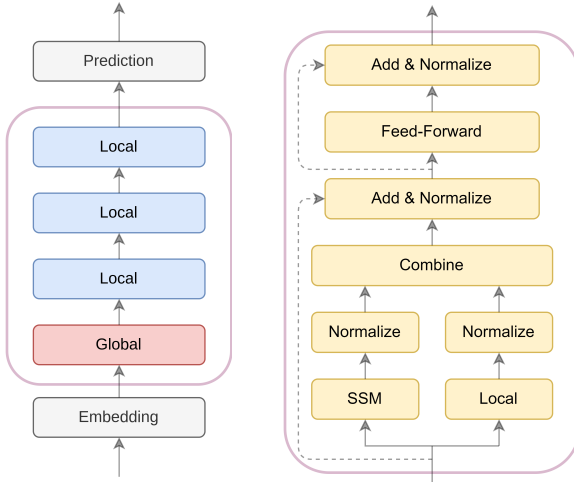 Prediction
Local
Local
Local
Global
Embedding
Add & Normalize
Feed-Forward
Add & Normalize
Combine
Normalize
Normalize
SSM
Local